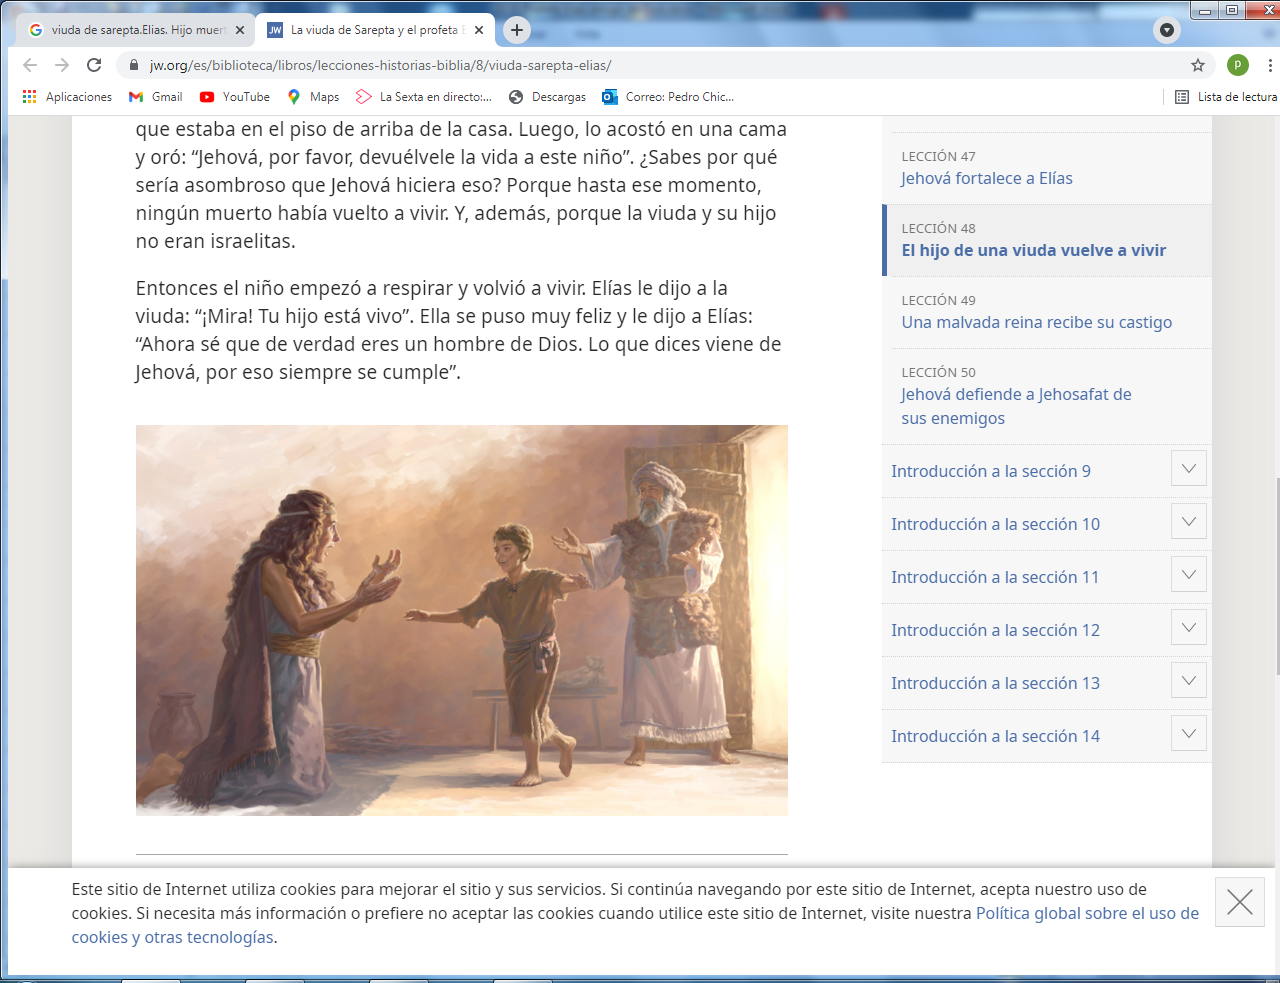 viuda de sarepta.Elias. Hijo muert
La viuda de Sarepta y el profeta E
jw.org/es/biblioteca/libros/lecciones-historias-biblia/8/viuda-sarepta-elias/
p
Aplicaciones
Gmail
YouTube
Maps
La Sexta en directo:...
Descargas
Correo: Pedro Chic...
Lista de lectura
que estaba en el piso de arriba de la casa. Luego, lo acostó en una cama
y oró: “Jehová, por favor, devuélvele la vida a este niño”. ¿Sabes por qué
sería asombroso que Jehová hiciera eso? Porque hasta ese momento,
ningún muerto había vuelto a vivir. Y, además, porque la viuda y su hijo
no eran israelitas.
Entonces el niño empezó a respirar y volvió a vivir. Elías le dijo a la
viuda: “¡Mira! Tu hijo está vivo”. Ella se puso muy feliz y le dijo a Elías:
“Ahora sé que de verdad eres un hombre de Dios. Lo que dices viene de
Jehová, por eso siempre se cumple”.
LECCIÓN 47
Jehová fortalece a Elías
LECCIÓN 48
El hijo de una viuda vuelve a vivir
LECCIÓN 49
Una malvada reina recibe su castigo
LECCIÓN 50
Jehová defiende a Jehosafat de
sus enemigos
Introducción a la sección 9
Introducción a la sección 10
Introducción a la sección 11
Introducción a la sección 12
Introducción a la sección 13
Introducción a la sección 14
Este sitio de Internet utiliza cookies para mejorar el sitio y sus servicios. Si continúa navegando por este sitio de Internet, acepta nuestro uso de
cookies. Si necesita más información o prefiere no aceptar las cookies cuando utilice este sitio de Internet, visite nuestra Política global sobre el uso de
cookies y otras tecnologías.